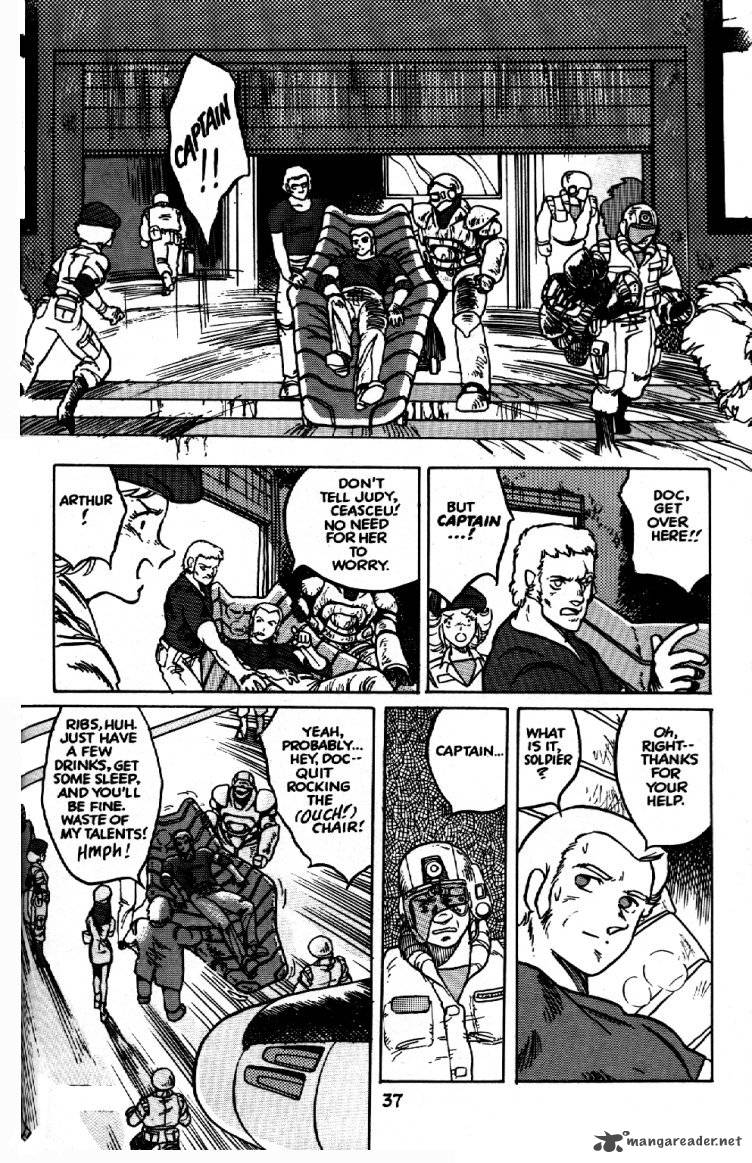 CAPTAIN
!!
ARTHUR
!
DON'T
TELL JUDY,
CEASCEU!
NO NEED
FOR HER
TO
WORRY.
BUT
CAPTAIN
...!
DOC,
GET
OVER
HERE!!
RIBS, HUH.
JUST HAVE
A FEW
DRINKS, GET
SOME SLEEP,
AND YOU'LL
BE FINE.
WASTE OF
MY TALENTS!
HMPH!
YEAH,
PROBABLY...
HEY, DOC--
QUIT
ROCKING
THE
(OUCH!)
CHAIR!
CAPTAIN...
WHAT
IS IT,
SOLDIER
?
OH,
RIGHT--
THANKS
FOR
YOUR
HELP.
37
mangareader.net